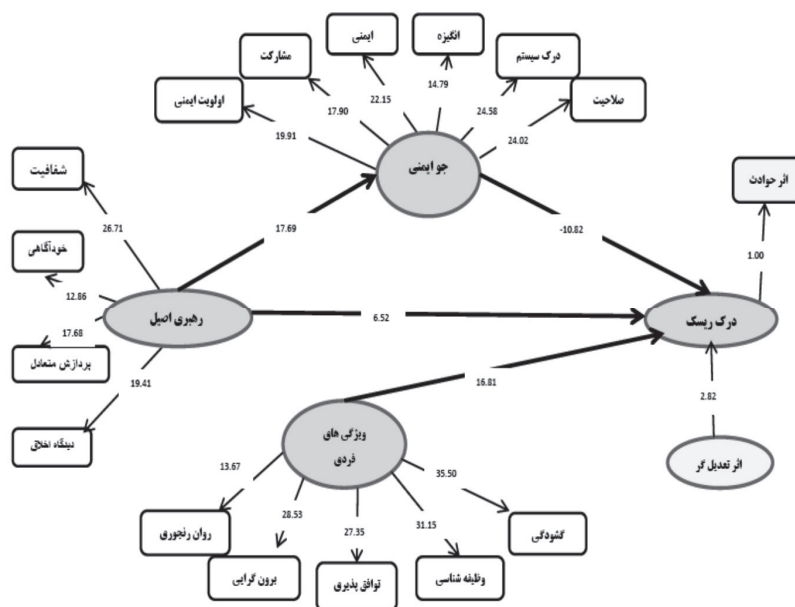 انگیزه
ایمنی
درک سیستم
مشارکت
صلاحیت
اولویت ایمنی
14.79
22.15
24.58
17.90
24.02
19.91
جو ایمنی
شفافیت
اثر حوادث
26.71
17.69
-10.82
1.00
خودآگاهی
12.86
رهبری اصیل
6.52
درک ریسک
17.68
پردازش متعادل
19.41
16.81
2.82
دیدگاه اخلاق
ویژگی های
فردی
اثر تعدیل گر
13.67
35.50
28.53
27.35
31.15
روان رنجوری
گشودگی
برون گرایی
توافق پذیری
وظیفه شناسی